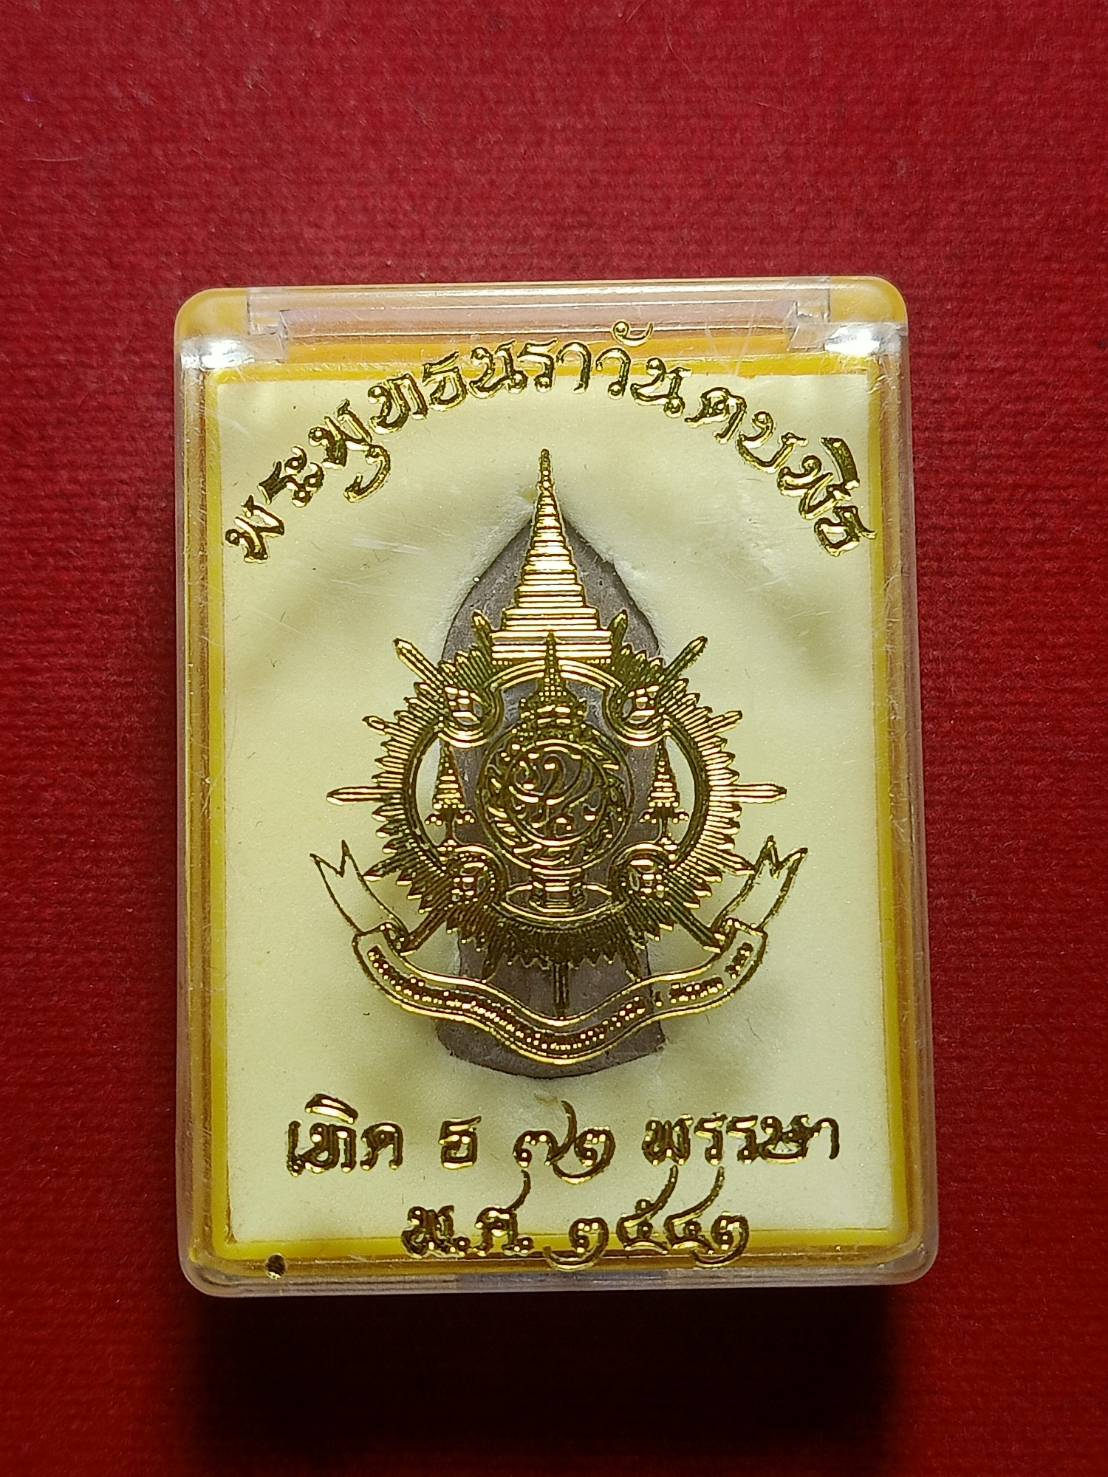 พระพุทธนราวันตบพิธ
เทิด ธ ๗๒ พรรษา
พ.ศ. ๒๕๔๒